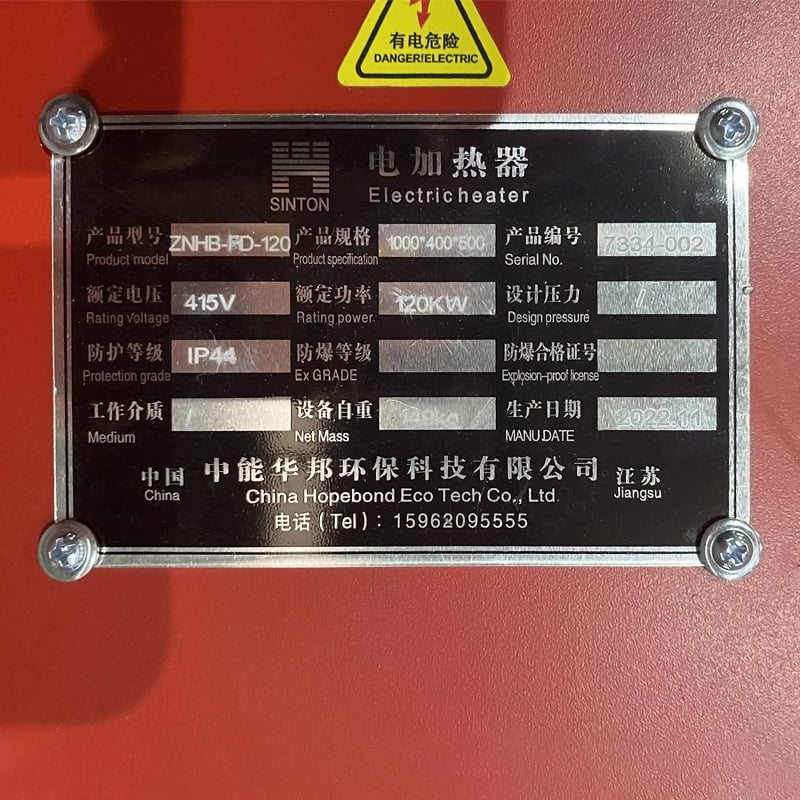 有电危险
DANGER!ELECTRIC
SINTON
电加热器
Electricheater
产品型号 ZNHB-FD-120 产品规格 1000*400*500 产品编号 7334-002
Product model Product specification Serial No.
额定电压 415V 额定功率 120KW 设计压力 /
Rating Voltage Rating power Design pressure
防护等级 IP44 防爆等级 防爆合格证号
Protection grade Ex GRADE Explosion-proof license
工作介质 / 设备自重 生产日期 2022.11
Medium Net Mass MANU.DATE
中国 中能华邦环保科技有限公司 江苏
China China Hopebond Eco Tech Co., Ltd Jiangsu
电话(Tel): 15962095555